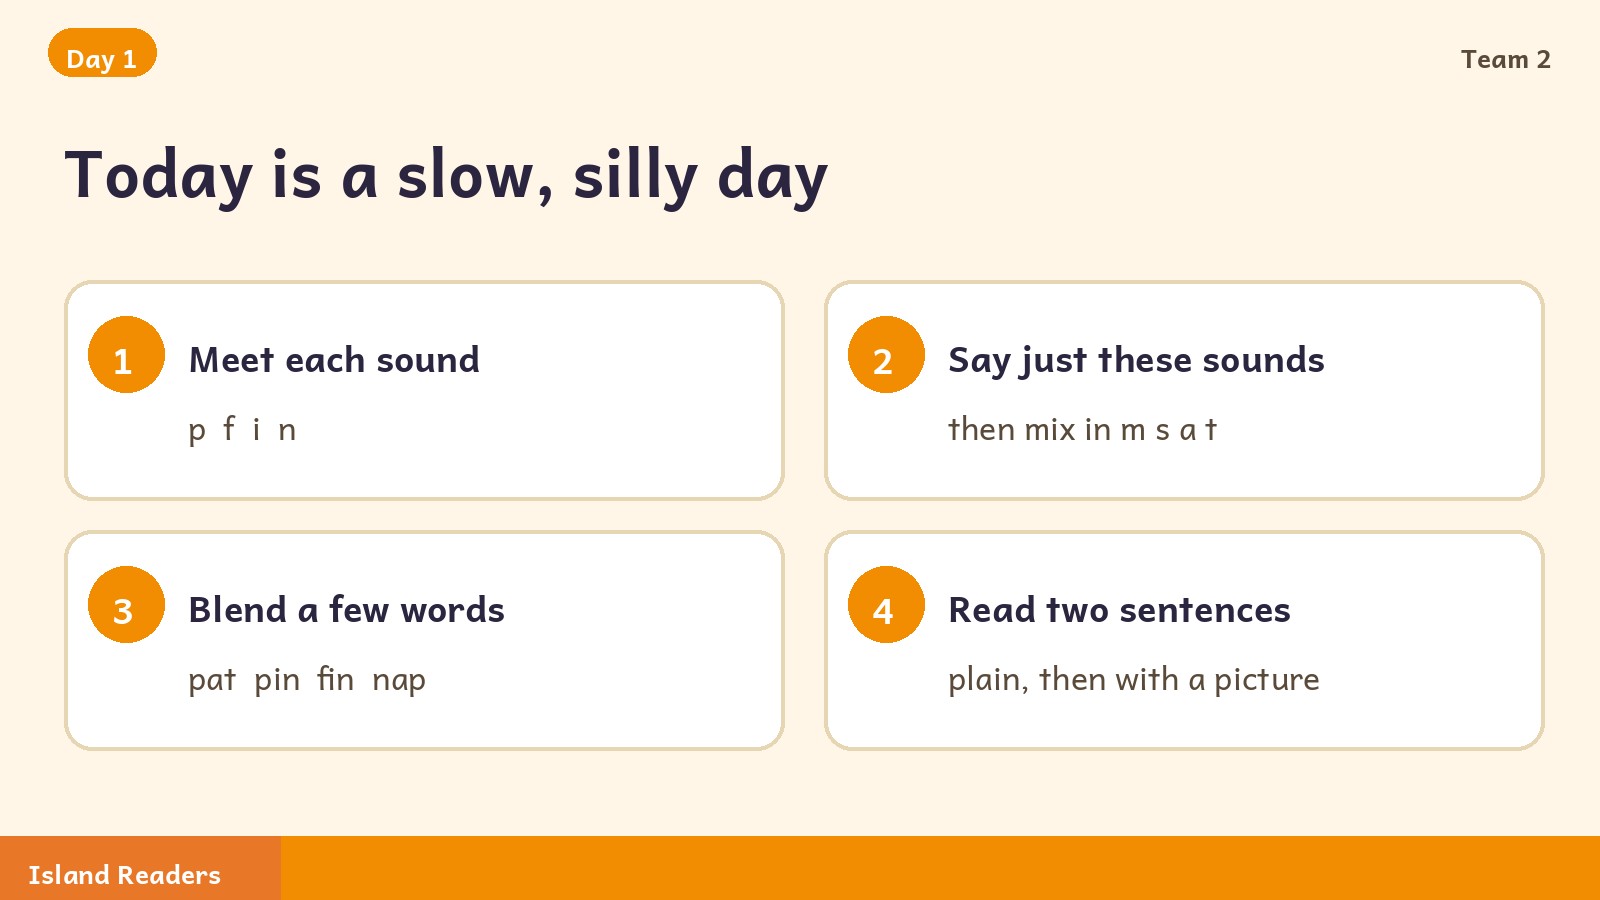 Day 1
Team 2
Today is a slow, silly day
1
Meet each sound
p f i n
2
Say just these sounds
then mix in m s a t
3
Blend a few words
pat pin fin nap
4
Read two sentences
plain, then with a picture
Island Readers